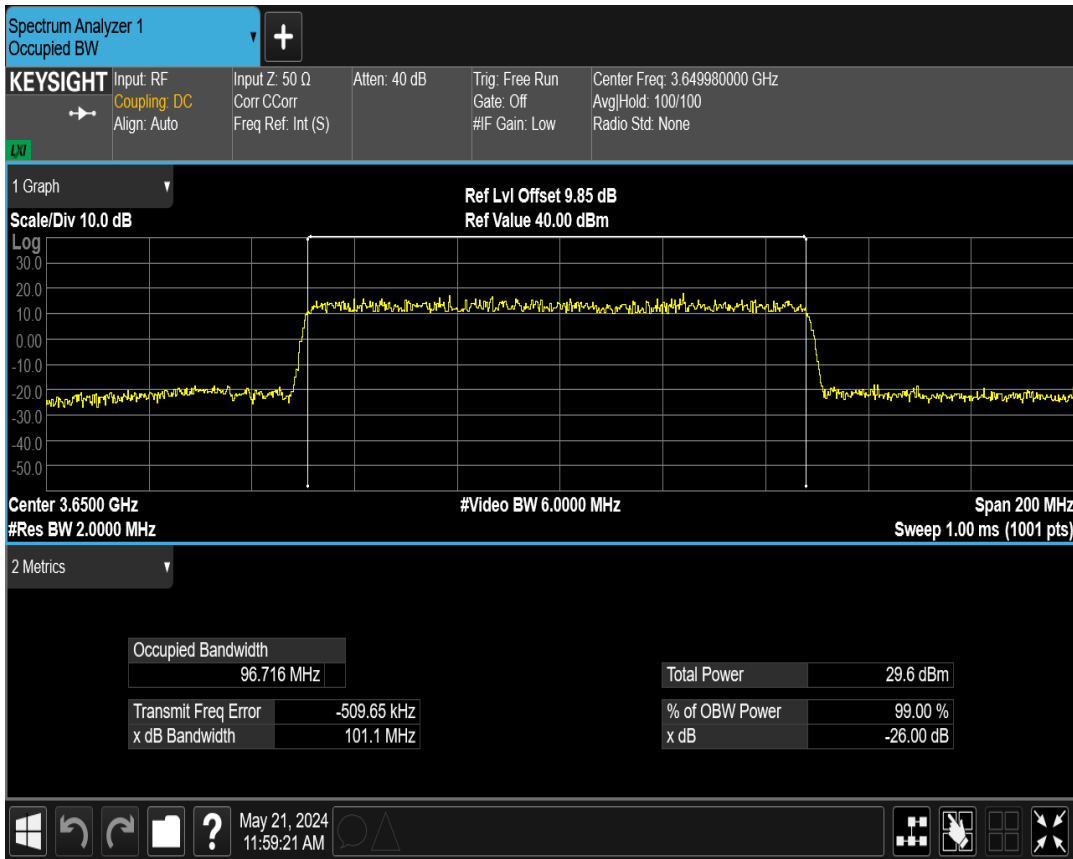 Spectrum Analyzer 1
Occupied BW
+
KEYSIGHT
LXI
Input: RF
Coupling: DC
Align: Auto
Input Z: 50 Ω
Corr CCorr
Freq Ref: Int (S)
Atten: 40 dB
Trig: Free Run
Gate: Off
#IF Gain: Low
Center Freq: 3.649980000 GHz
Avg|Hold: 100/100
Radio Std: None
1 Graph
Scale/Div 10.0 dB
Ref Lvl Offset 9.85 dB
Ref Value 40.00 dBm
Log
30.0
20.0
10.0
0.00
-10.0
-20.0
-30.0
-40.0
-50.0
Center 3.6500 GHz
#Video BW 6.0000 MHz
Span 200 MHz
#Res BW 2.0000 MHz
Sweep 1.00 ms (1001 pts)
2 Metrics
Occupied Bandwidth
96.716 MHz
Transmit Freq Error -509.65 kHz
x dB Bandwidth 101.1 MHz
Total Power 29.6 dBm
% of OBW Power 99.00 %
x dB -26.00 dB
?
May 21, 2024
11:59:21 AM